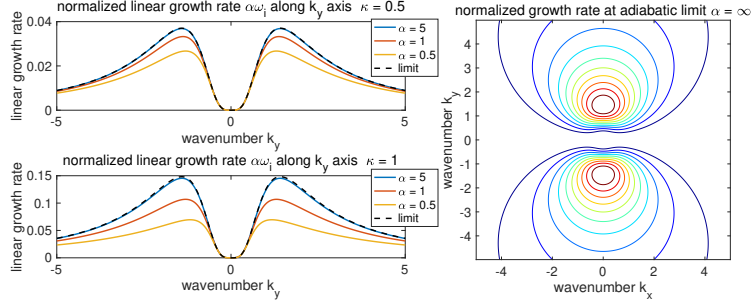 normalized linear growth rate αω_i along k_y axis κ = 0.5
linear growth rate
0.04
0.02
0
-5
0
5
wavenumber k_y
α = 5
α = 1
α = 0.5
limit
normalized linear growth rate αω_i along k_y axis κ = 1
linear growth rate
0.15
0.1
0.05
0
-5
0
5
wavenumber k_y
α = 5
α = 1
α = 0.5
limit
normalized growth rate at adiabatic limit α = ∞
wavenumber k_y
4
3
2
1
0
-1
-2
-3
-4
-4
-2
0
2
4
wavenumber k_x